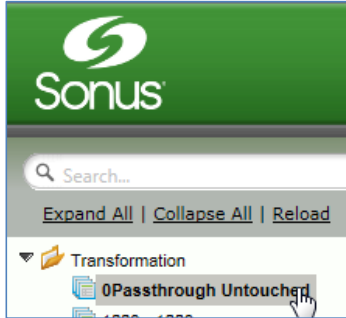 Sonus
Search...
Expand All | Collapse All | Reload
Transformation
0Passthrough Untouched